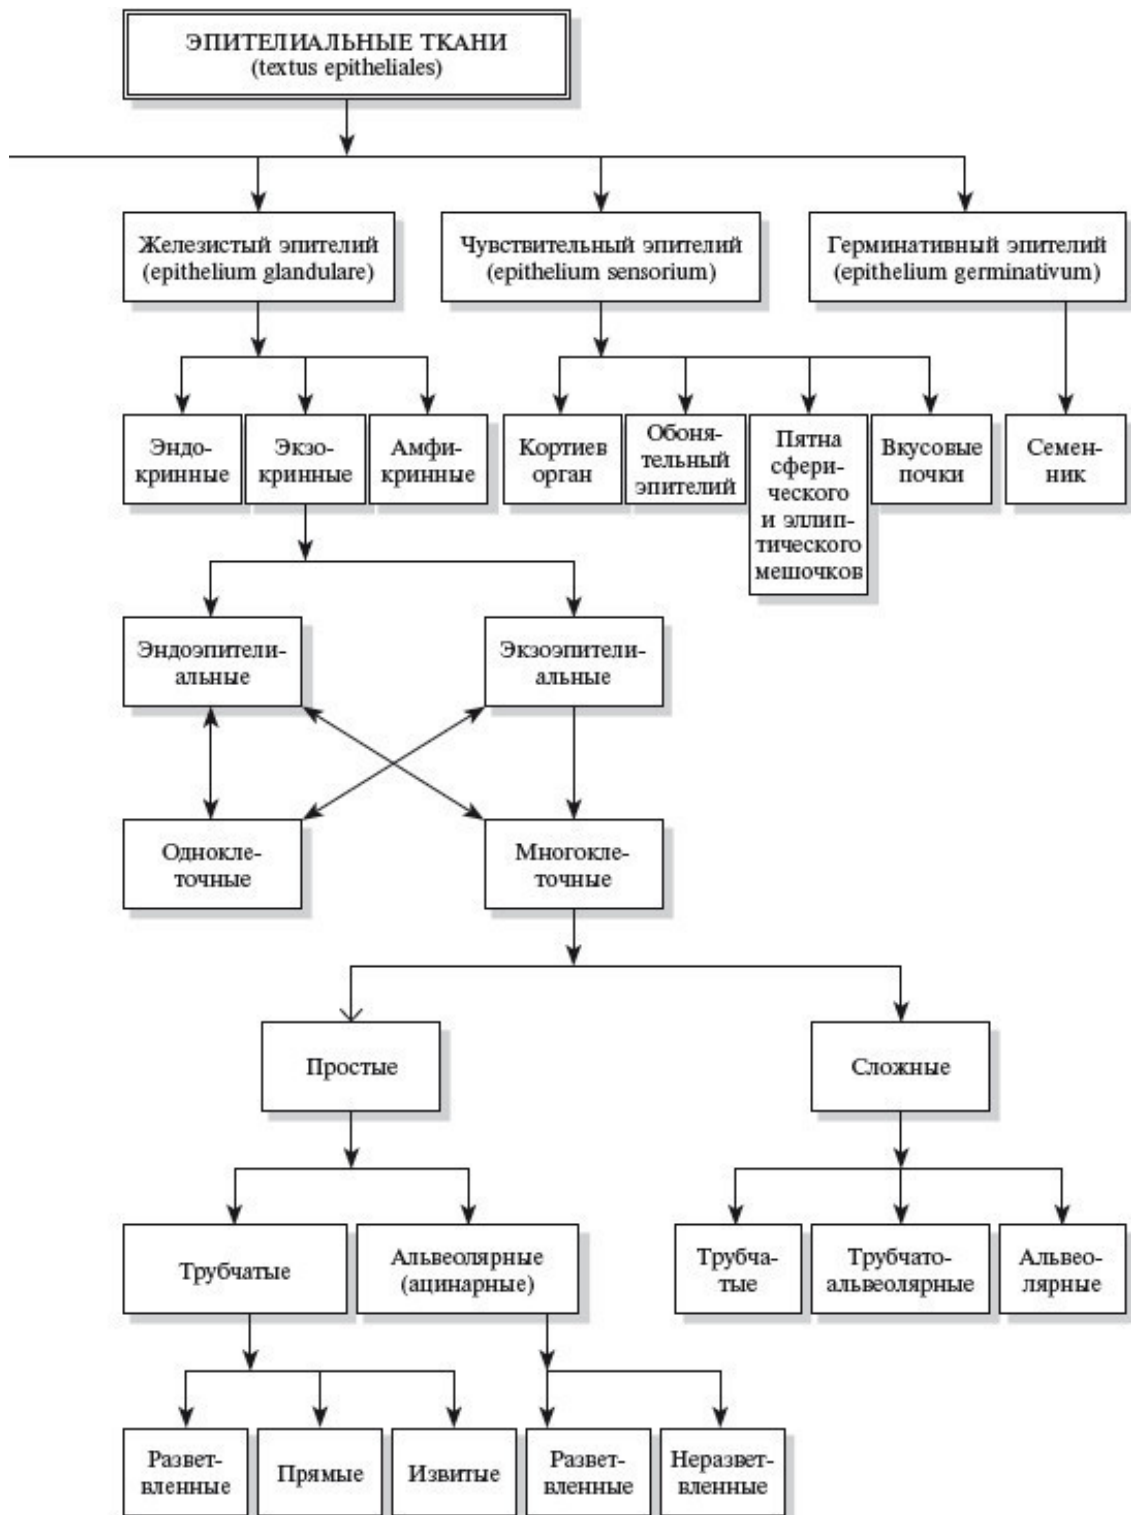 ЭПИТЕЛИАЛЬНЫЕ ТКАНИ
(textus epitheliales)
Железистый эпителий
(epithelium glandulare)
Чувствительный эпителий
(epithelium sensorium)
Герминативный эпителий
(epithelium germinativum)
Эндо-
кринные
Экзо-
кринные
Амфи-
кринные
Кортиев
орган
Обоня-
тельный
эпителий
Пятна
сфери-
ческого
и эллип-
тического
мешочков
Вкусовые
почки
Семен-
ник
Эндоэпители-
альные
Экзоэпители-
альные
Одноклe-
точные
Многокле-
точные
Простые
Сложные
Трубчатые
Альвеолярные
(ацинарные)
Трубча-
тые
Трубчато-
альвеолярные
Альвео-
лярные
Развет-
вленные
Прямые
Извитые
Развет-
вленные
Неразвет-
вленные